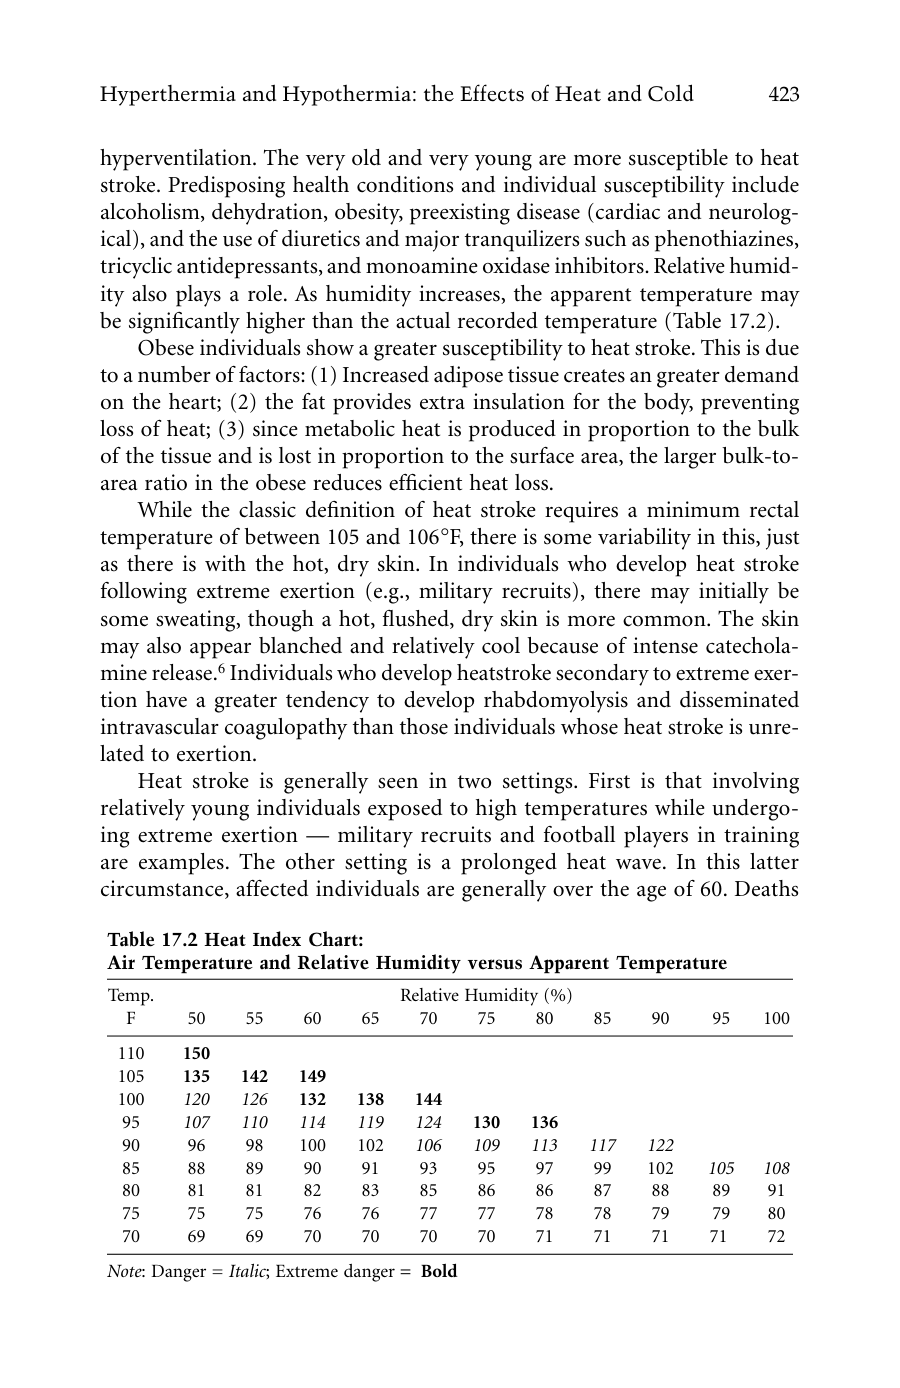 Hyperthermia and Hypothermia: the Effects of Heat and Cold 423
hyperventilation. The very old and very young are more susceptible to heat
stroke. Predisposing health conditions and individual susceptibility include
alcoholism, dehydration, obesity, preexisting disease (cardiac and neurolog-
ical), and the use of diuretics and major tranquilizers such as phenothiazines,
tricyclic antidepressants, and monoamine oxidase inhibitors. Relative humid-
ity also plays a role. As humidity increases, the apparent temperature may
be significantly higher than the actual recorded temperature (Table 17.2).
Obese individuals show a greater susceptibility to heat stroke. This is due
to a number of factors: (1) Increased adipose tissue creates an greater demand
on the heart; (2) the fat provides extra insulation for the body, preventing
loss of heat; (3) since metabolic heat is produced in proportion to the bulk
of the tissue and is lost in proportion to the surface area, the larger bulk-to-
area ratio in the obese reduces efficient heat loss.
While the classic definition of heat stroke requires a minimum rectal
temperature of between 105 and 106°F, there is some variability in this, just
as there is with the hot, dry skin. In individuals who develop heat stroke
following extreme exertion (e.g., military recruits), there may initially be
some sweating, though a hot, flushed, dry skin is more common. The skin
may also appear blanched and relatively cool because of intense catechola-
mine release.⁶ Individuals who develop heatstroke secondary to extreme exer-
tion have a greater tendency to develop rhabdomyolysis and disseminated
intravascular coagulopathy than those individuals whose heat stroke is unre-
lated to exertion.
Heat stroke is generally seen in two settings. First is that involving
relatively young individuals exposed to high temperatures while undergo-
ing extreme exertion — military recruits and football players in training
are examples. The other setting is a prolonged heat wave. In this latter
circumstance, affected individuals are generally over the age of 60. Deaths
Table 17.2 Heat Index Chart:
Air Temperature and Relative Humidity versus Apparent Temperature
Temp. Relative Humidity (%)
F 50 55 60 65 70 75 80 85 90 95 100
110 150
105 135 142 149
100 120 126 132 138 144
95 107 110 114 119 124 130 136
90 96 98 100 102 106 109 113 117 122
85 88 89 90 91 93 95 97 99 102 105 108
80 81 81 82 83 85 86 86 87 88 89 91
75 75 75 76 76 77 77 78 78 79 79 80
70 69 69 70 70 70 70 71 71 71 71 72
Note: Danger = Italic; Extreme danger = Bold